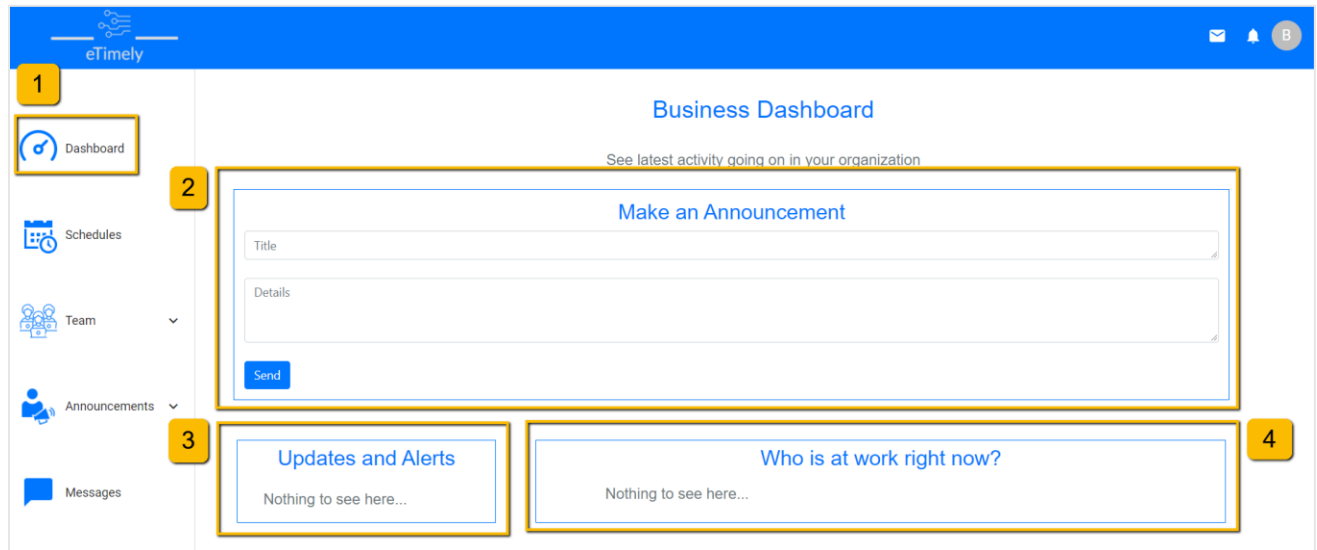 eTimely
B
1
Dashboard
Business Dashboard
See latest activity going on in your organization
2
Make an Announcement
Title
Schedules
Details
Team
Send
Announcements
3
4
Updates and Alerts
Who is at work right now?
Nothing to see here...
Nothing to see here...
Messages